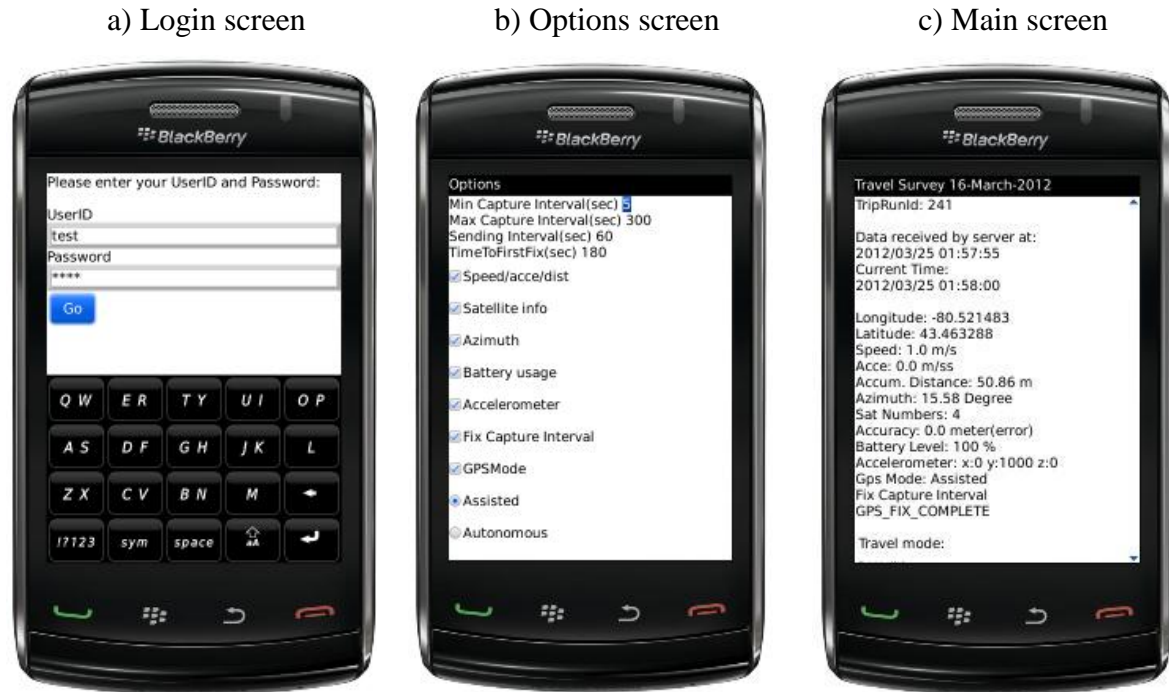 a) Login screen
b) Options screen
c) Main screen
BlackBerry
Please enter your UserID and Password:
UserID
test
Password
****
Go
Q W
E R
T Y
U I
O P
A S
D F
G H
J K
L
Z X
C V
B N
M
!?123
sym
space
aA
BlackBerry
Options
Min Capture Interval(sec) 5
Max Capture Interval(sec) 300
Sending Interval(sec) 60
TimeToFirstFix(sec) 180
Speed/acce/dist
Satellite info
Azimuth
Battery usage
Accelerometer
Fix Capture Interval
GPSMode
Assisted
Autonomous
BlackBerry
Travel Survey 16-March-2012
TripRunId: 241
Data received by server at:
2012/03/25 01:57:55
Current Time:
2012/03/25 01:58:00
Longitude: -80.521483
Latitude: 43.463288
Speed: 1.0 m/s
Acce: 0.0 m/ss
Accum. Distance: 50.86 m
Azimuth: 15.58 Degree
Sat Numbers: 4
Accuracy: 0.0 meter(error)
Battery Level: 100 %
Accelerometer: x:0 y:1000 z:0
Gps Mode: Assisted
Fix Capture Interval
GPS_FIX_COMPLETE
Travel mode: